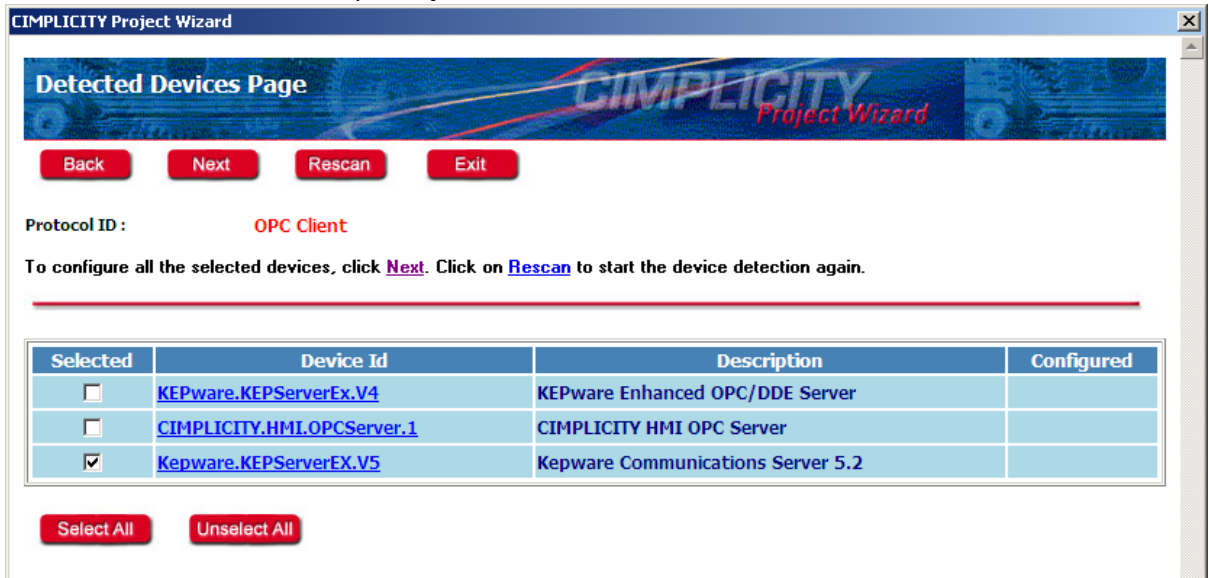 CIMPLICITY Project Wizard
Detected Devices Page
CIMPLICITY
Project Wizard
Back Next Rescan Exit
Protocol ID : OPC Client
To configure all the selected devices, click Next. Click on Rescan to start the device detection again.
Selected Device Id Description Configured
KEPware.KEPServerEx.V4 KEPware Enhanced OPC/DDE Server
CIMPLICITY.HMI.OPCServer.1 CIMPLICITY HMI OPC Server
Kepware.KEPServerEX.V5 Kepware Communications Server 5.2
Select All Unselect All